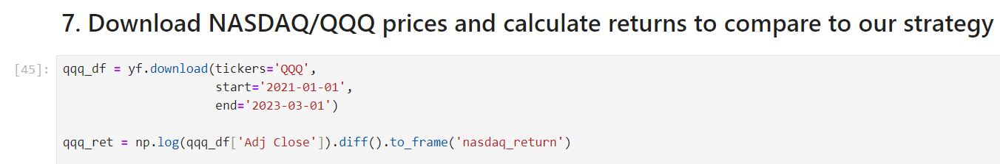 7. Download NASDAQ/QQQ prices and calculate returns to compare to our strategy
[45]: qqq_df = yf.download(tickers='QQQ',
start='2021-01-01',
end='2023-03-01')
qqq_ret = np.log(qqq_df['Adj Close']).diff().to_frame('nasdaq_return')